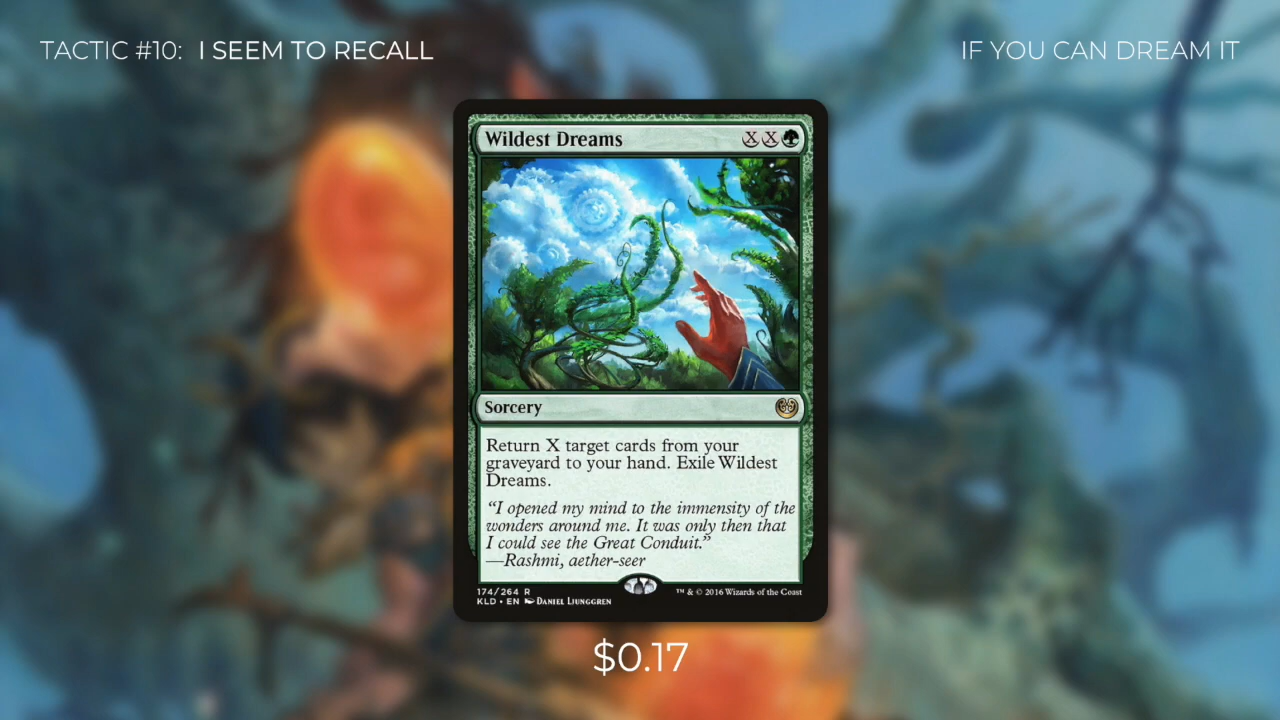 TACTIC #10: I SEEM TO RECALL
IF YOU CAN DREAM IT
Wildest Dreams X X
Sorcery
Return X target cards from your
graveyard to your hand. Exile Wildest
Dreams.
“I opened my mind to the immensity of the
wonders around me. It was only then that
I could see the Great Conduit.”
—Rashmi, aether-seer
174/264 R
KLD • EN Daniel Ljunggren
™ & © 2016 Wizards of the Coast
$0.17